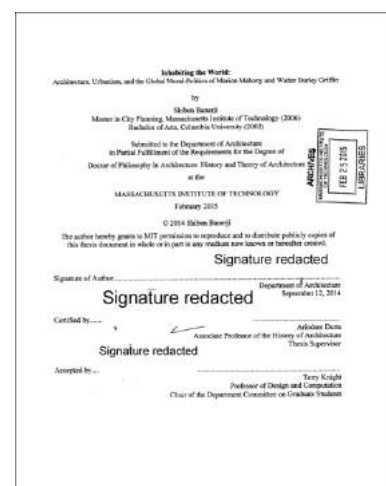 Inhabiting the World:
Architecture, Urbanism, and the Global Moral-Politics of Marion Mahony and Walter Burley Griffin
by
Shiben Banerji
Master in City Planning, Massachusetts Institute of Technology (2006)
Bachelor of Arts, Columbia University (2002)
Submitted to the Department of Architecture
in Partial Fulfillment of the Requirements for the Degree of
Doctor of Philosophy in Architecture: History and Theory of Architecture
at the
MASSACHUSETTS INSTITUTE OF TECHNOLOGY
February 2015
© 2014 Shiben Banerji
The author hereby grants to MIT permission to reproduce and to distribute publicly copies of
this thesis document in whole or in part in any medium now known or hereafter created.
ARCHIVES
MASSACHUSETTS INSTITUTE
OF TECHNOLOGY
FEB 25 2015
LIBRARIES
Signature redacted
Signature of Author
Department of Architecture
September 12, 2014
Signature redacted
Certified by
Arindam Dutta
Associate Professor of the History of Architecture
Thesis Supervisor
Signature redacted
Accepted by
Terry Knight
Professor of Design and Computation
Chair of the Department Committee on Graduate Students